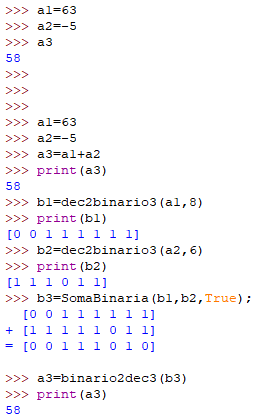 >>> a1=63
>>> a2=-5
>>> a3
58
>>>
>>>
>>>
>>> a1=63
>>> a2=-5
>>> a3=a1+a2
>>> print(a3)
58
>>> b1=dec2binario3(a1,8)
>>> print(b1)
[0 0 1 1 1 1 1 1]
>>> b2=dec2binario3(a2,6)
>>> print(b2)
[1 1 1 0 1 1]
>>> b3=SomaBinaria(b1,b2,True);
  [0 0 1 1 1 1 1 1]
+ [1 1 1 1 1 0 1 1]
= [0 0 1 1 1 0 1 0]
>>> a3=binario2dec3(b3)
>>> print(a3)
58